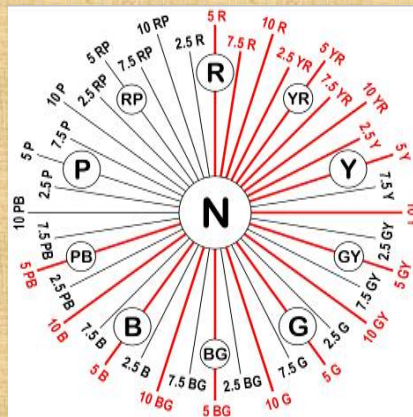 5 R
7.5 R
10 R
2.5 YR
5 YR
7.5 YR
10 YR
2.5 Y
5 Y
7.5 Y
2.5 GY
5 GY
7.5 GY
10 GY
2.5 G
5 G
7.5 G
10 G
2.5 BG
5 BG
7.5 BG
10 BG
2.5 B
5 B
7.5 B
10 B
2.5 PB
5 PB
7.5 PB
10 PB
2.5 P
5 P
7.5 P
10 P
2.5 RP
5 RP
7.5 RP
10 RP
2.5 R
R
YR
Y
GY
G
BG
B
PB
P
RP
N